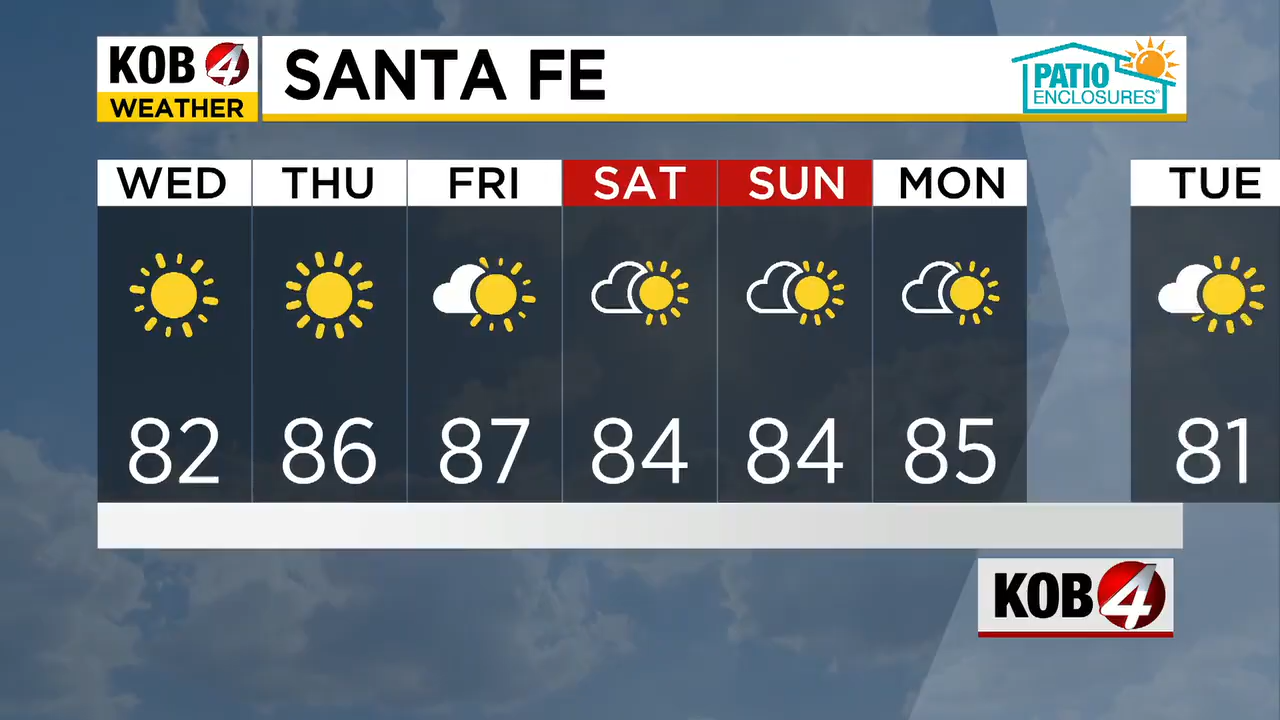 KOB 4
WEATHER
SANTA FE
PATIO
ENCLOSURES®
WED THU FRI SAT SUN MON TUE
82 86 87 84 84 85 81
KOB 4